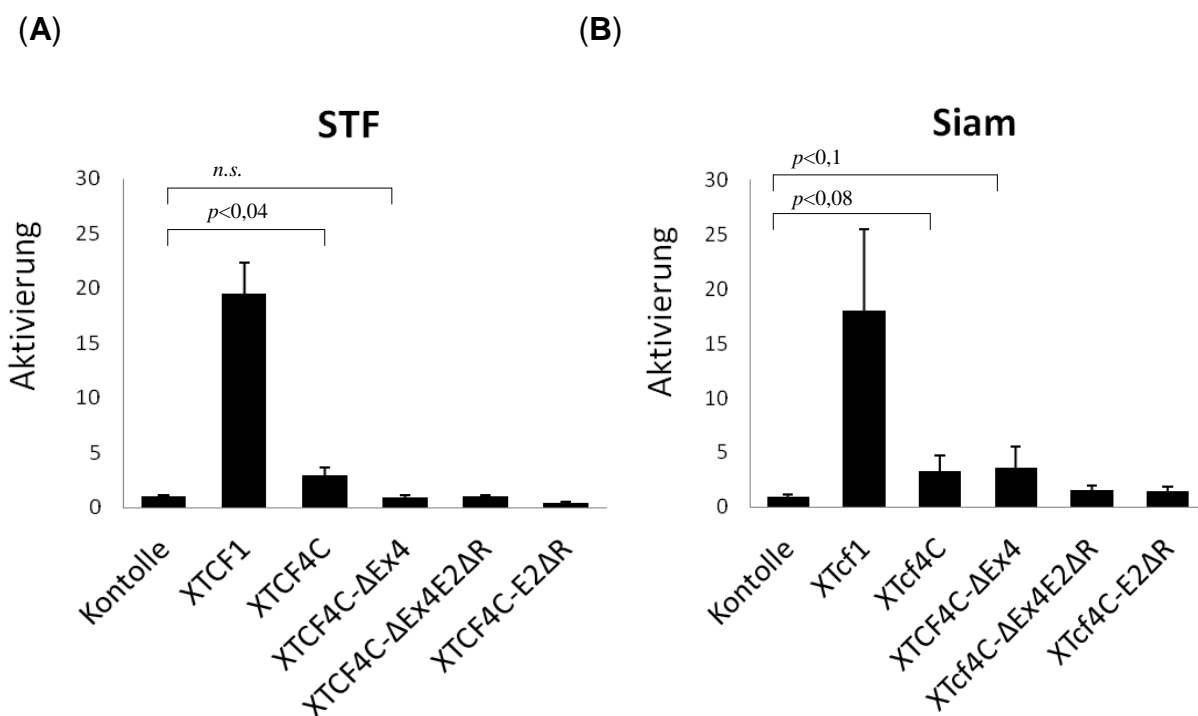 (A)
STF
n.s.
p<0,04
30
25
20
15
10
5
0
Aktivierung
Kontolle
XTCF1
XTCF4C
XTCF4C-ΔEx4
XTCF4C-ΔEx4E2ΔR
XTCF4C-E2ΔR
(B)
Siam
p<0,1
p<0,08
30
25
20
15
10
5
0
Aktivierung
Kontolle
XTcf1
XTcf4C
XTCF4C-ΔEx4
XTcf4C-ΔEx4E2ΔR
XTcf4C-E2ΔR